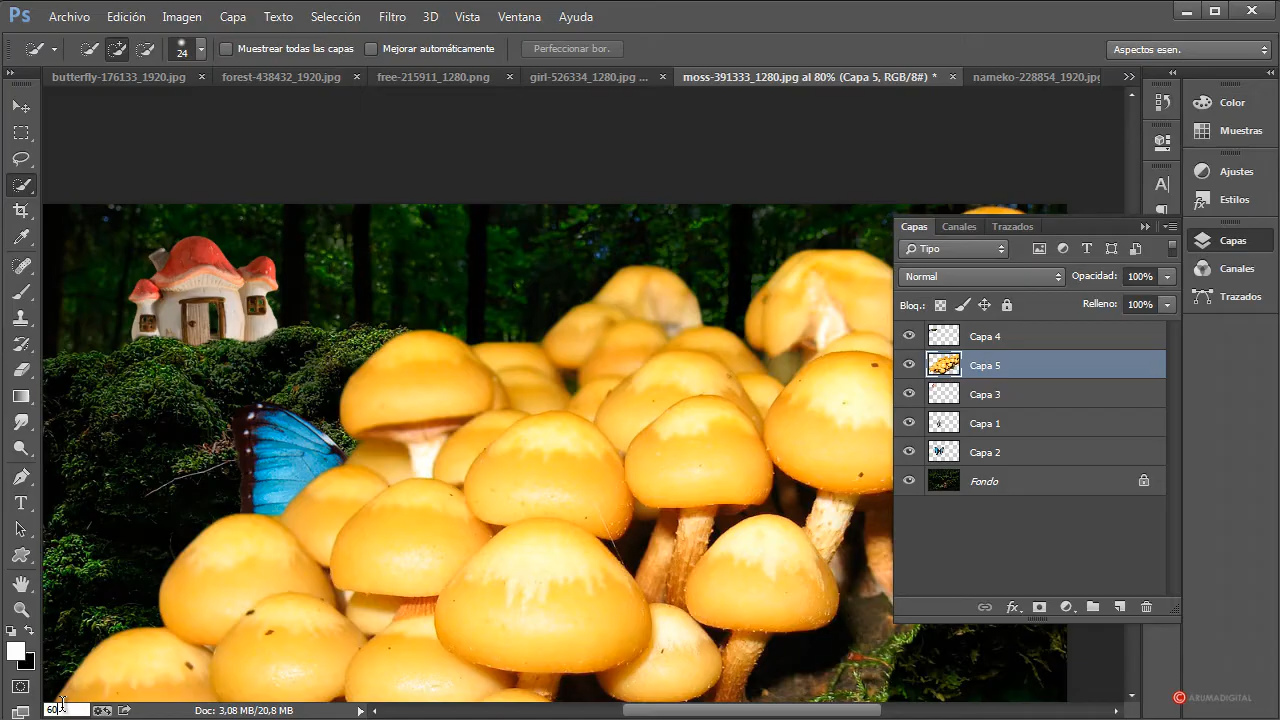 Ps Archivo Edición Imagen Capa Texto Selección Filtro 3D Vista Ventana Ayuda
24 Muestrear todas las capas Mejorar automáticamente Perfeccionar bor. Aspectos esen.
butterfly-176133_1920.jpg forest-438432_1920.jpg free-215911_1280.png girl-526334_1280.jpg ... moss-391333_1280.jpg al 80% (Capa 5, RGB/8#) * nameko-228854_1920.jpg
Color
Muestras
Ajustes
Estilos
Capas
Canales
Trazados
Capas Canales Trazados
Tipo
Normal Opacidad: 100%
Bloq.: Relleno: 100%
Capa 4
Capa 5
Capa 3
Capa 1
Capa 2
Fondo
© ARUMADIGITAL
60 Doc: 3,08 MB/20,8 MB